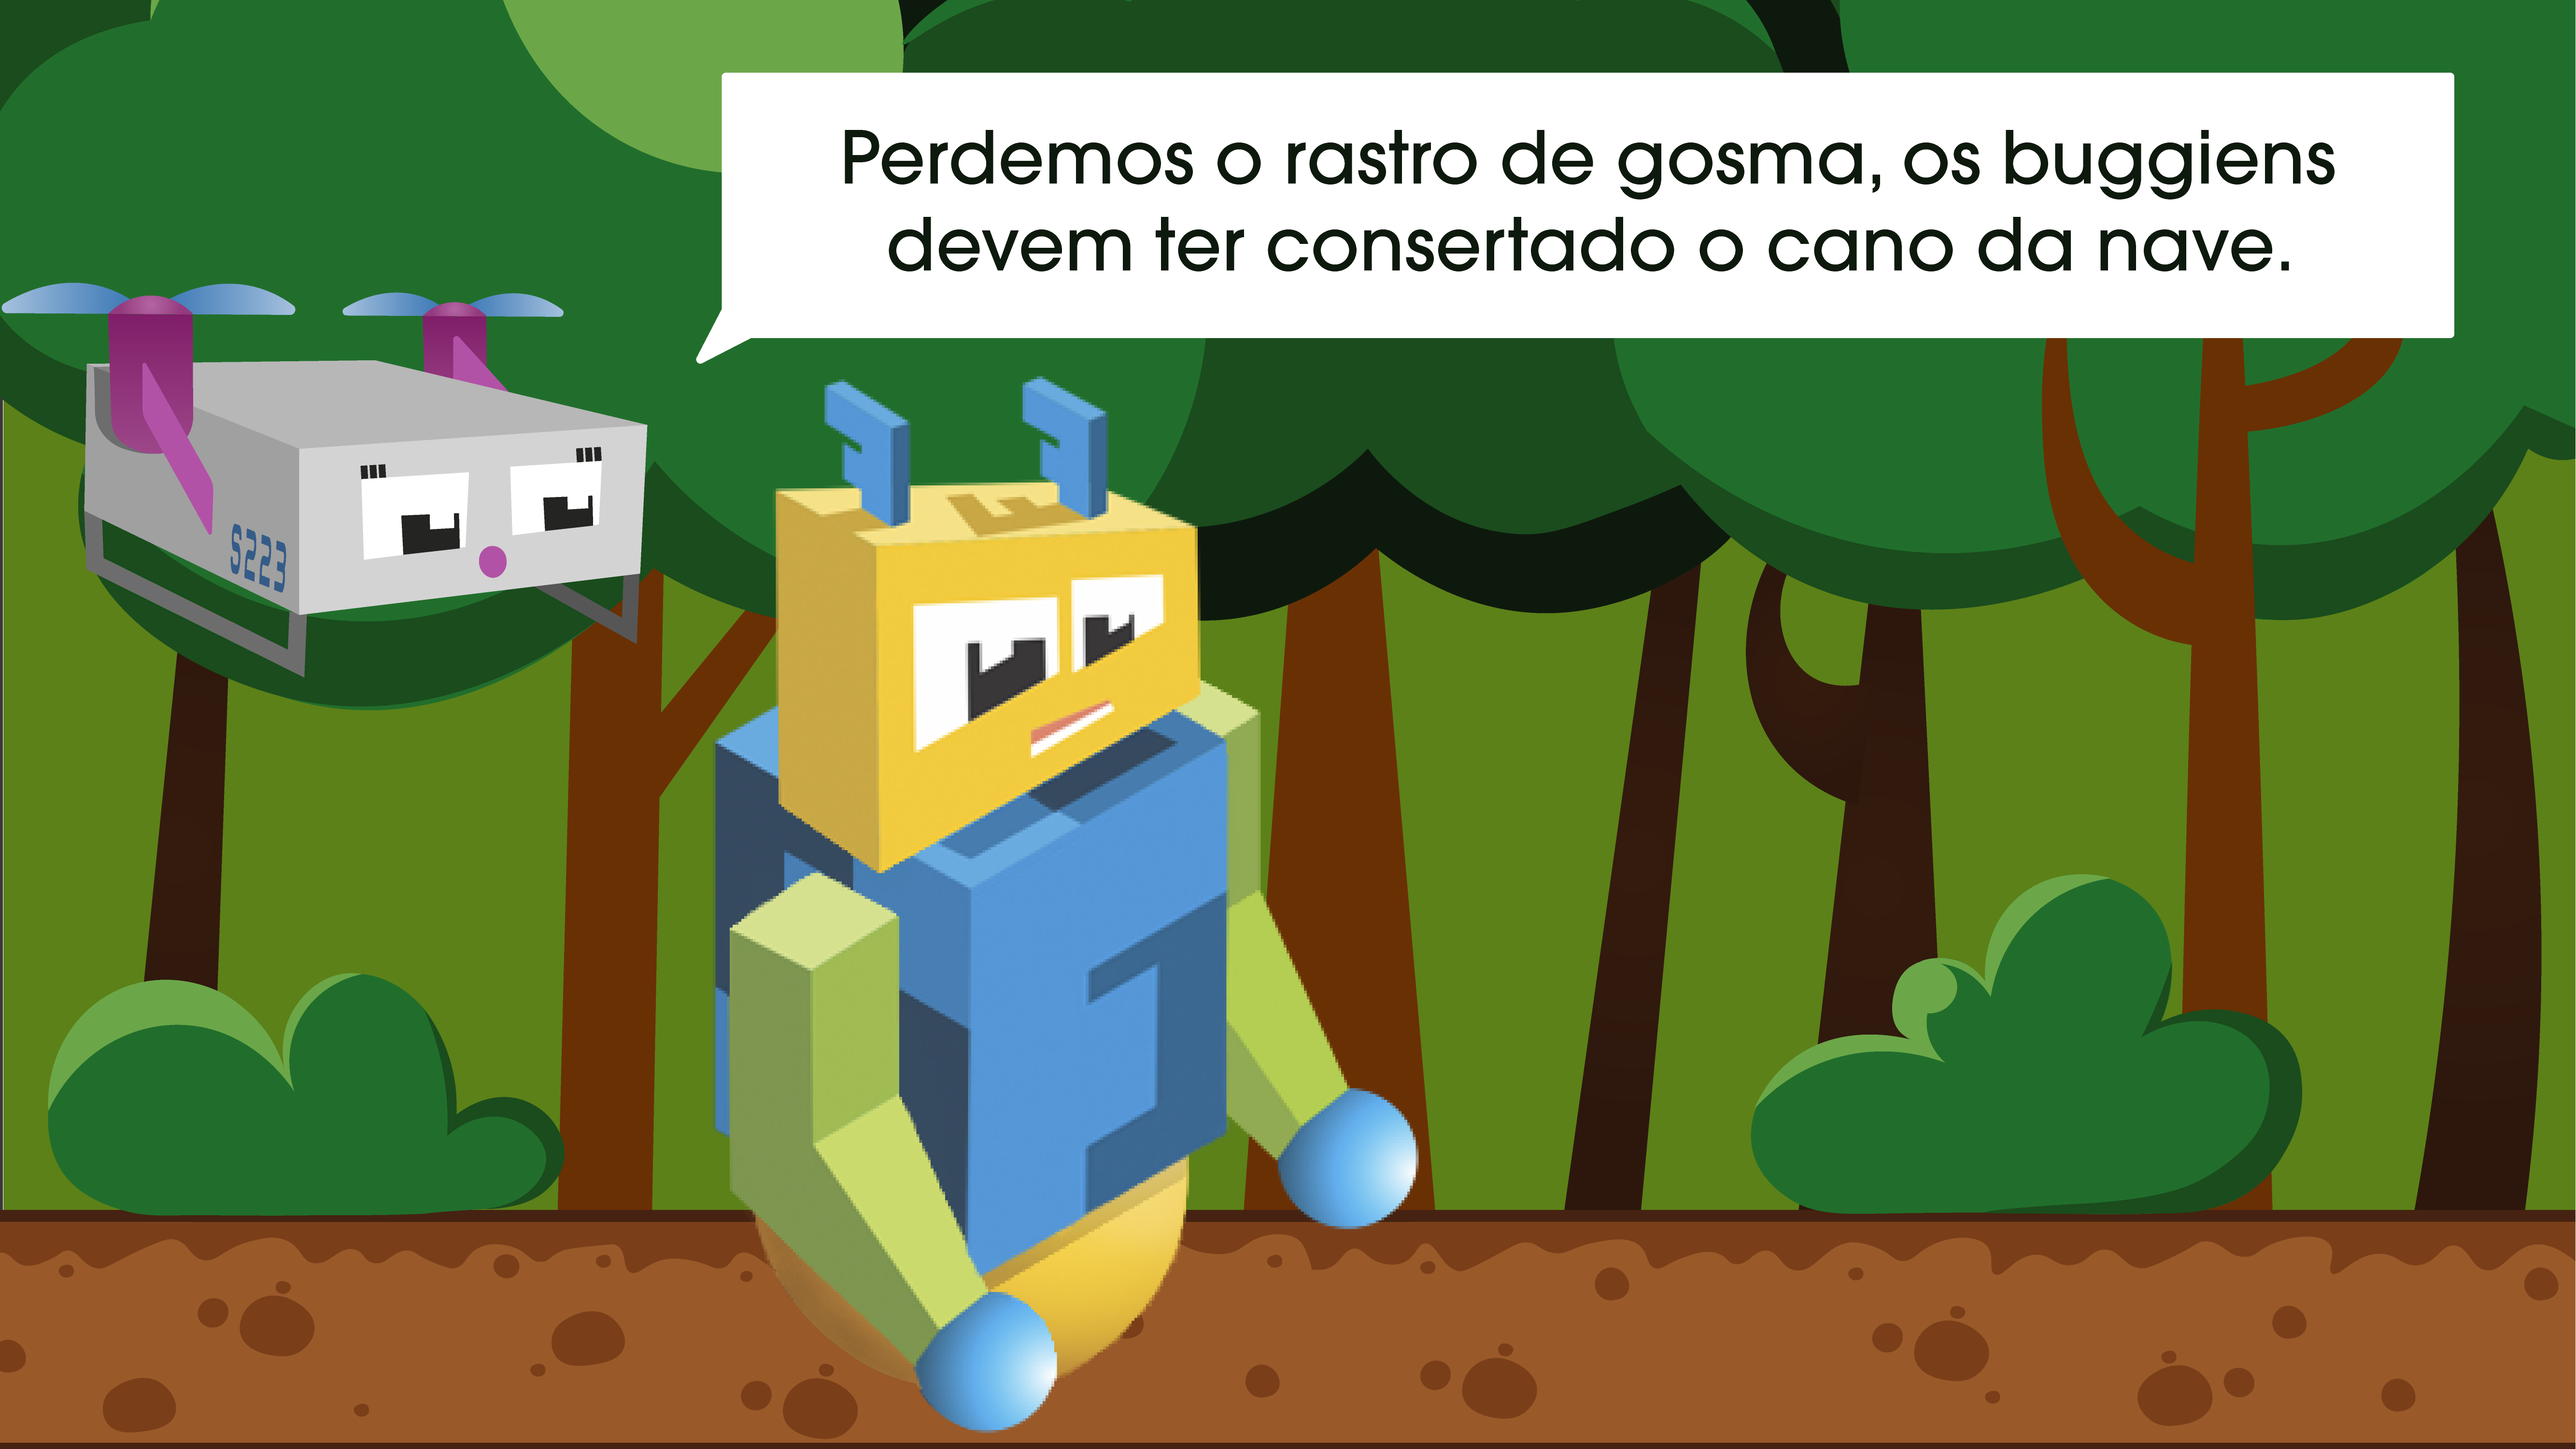 Perdemos o rastro de gosma, os buggiens
devem ter consertado o cano da nave.
S223